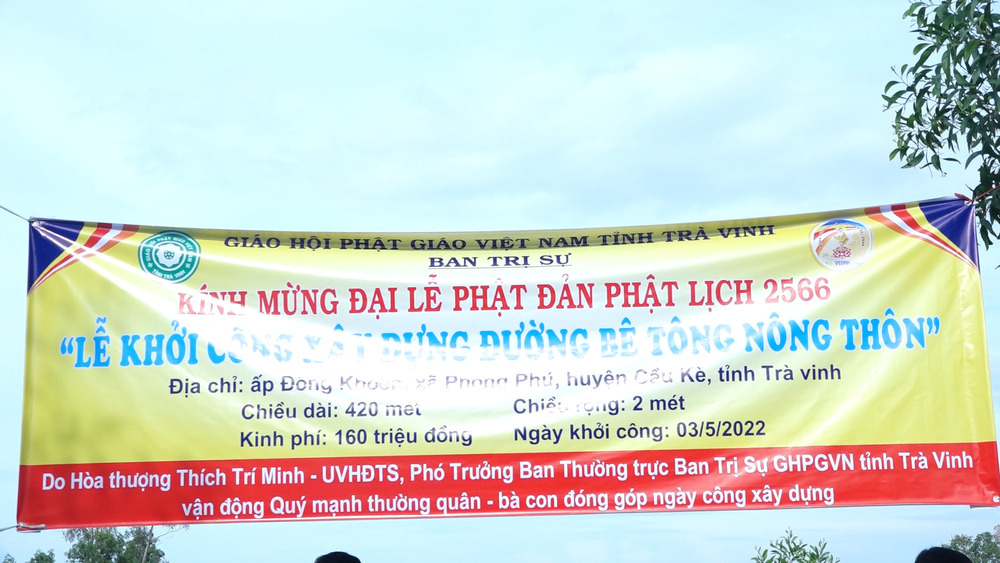 GIÁO HỘI PHẬT GIÁO VIỆT NAM TỈNH TRÀ VINH
BAN TRỊ SỰ
KÍNH MỪNG ĐẠI LỄ PHẬT ĐẢN PHẬT LỊCH 2566
“LỄ KHỞI CÔNG XÂY DỰNG ĐƯỜNG BÊ TÔNG NÔNG THÔN”
Địa chỉ: ấp Đồng Khoen, xã Phong Phú, huyện Cầu Kè, tỉnh Trà vinh
Chiều dài: 420 mét Chiều rộng: 2 mét
Kinh phí: 160 triệu đồng Ngày khởi công: 03/5/2022
Do Hòa thượng Thích Trí Minh - UVHĐTS, Phó Trưởng Ban Thường trực Ban Trị Sự GHPGVN tỉnh Trà Vinh
vận động Quý mạnh thường quân - bà con đóng góp ngày công xây dựng